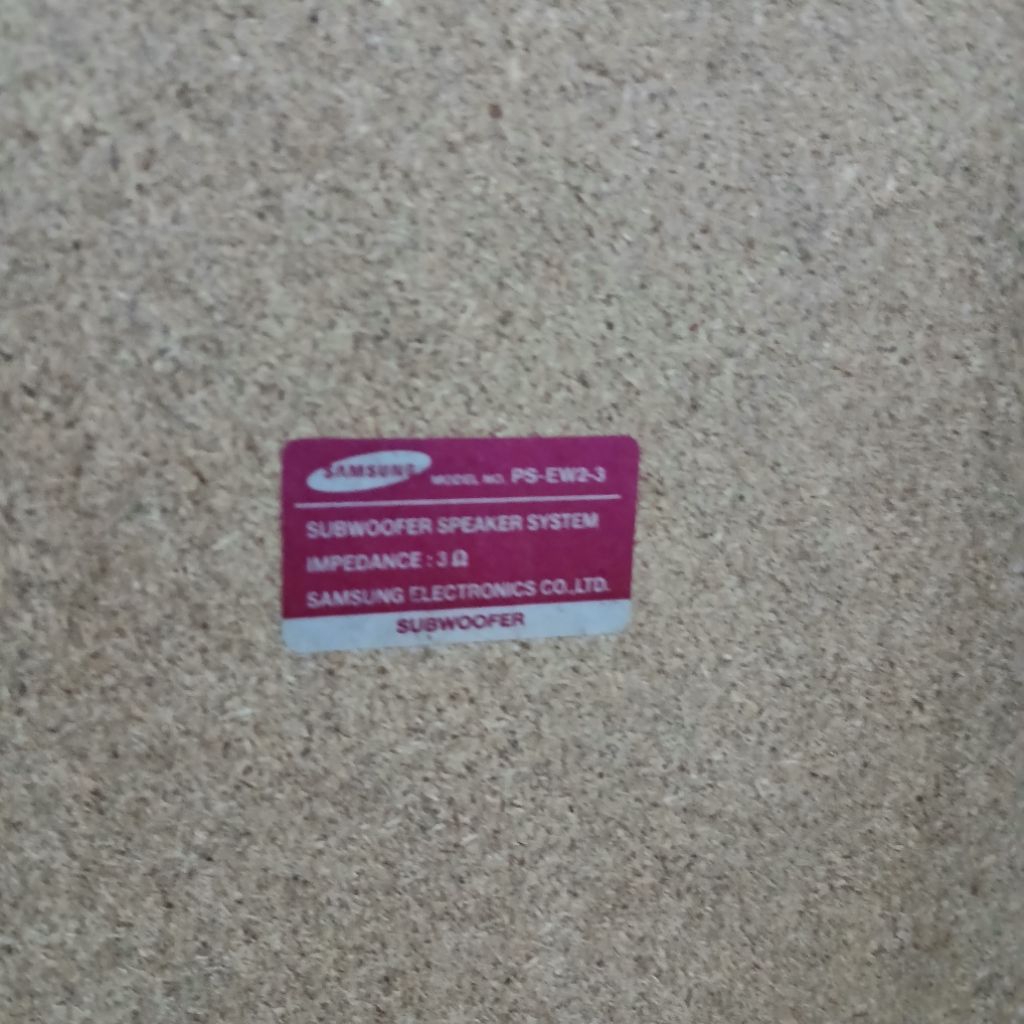 SAMSUNG MODEL NO. PS-EW2-3
SUBWOOFER SPEAKER SYSTEM
IMPEDANCE : 3 Ω
SAMSUNG ELECTRONICS CO.,LTD.
SUBWOOFER